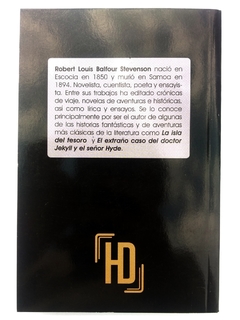 Robert Louis Balfour Stevenson nació en
Escocia en 1850 y murió en Samoa en
1894. Novelista, cuentista, poeta y ensayis-
ta. Entre sus trabajos ha editado crónicas
de viaje, novelas de aventuras e históricas,
así como lírica y ensayos. Se lo conoce
principalmente por ser el autor de algunas
de las historias fantásticas y de aventuras
más clásicas de la literatura como La isla
del tesoro y El extraño caso del doctor
Jekyll y el señor Hyde.
HD